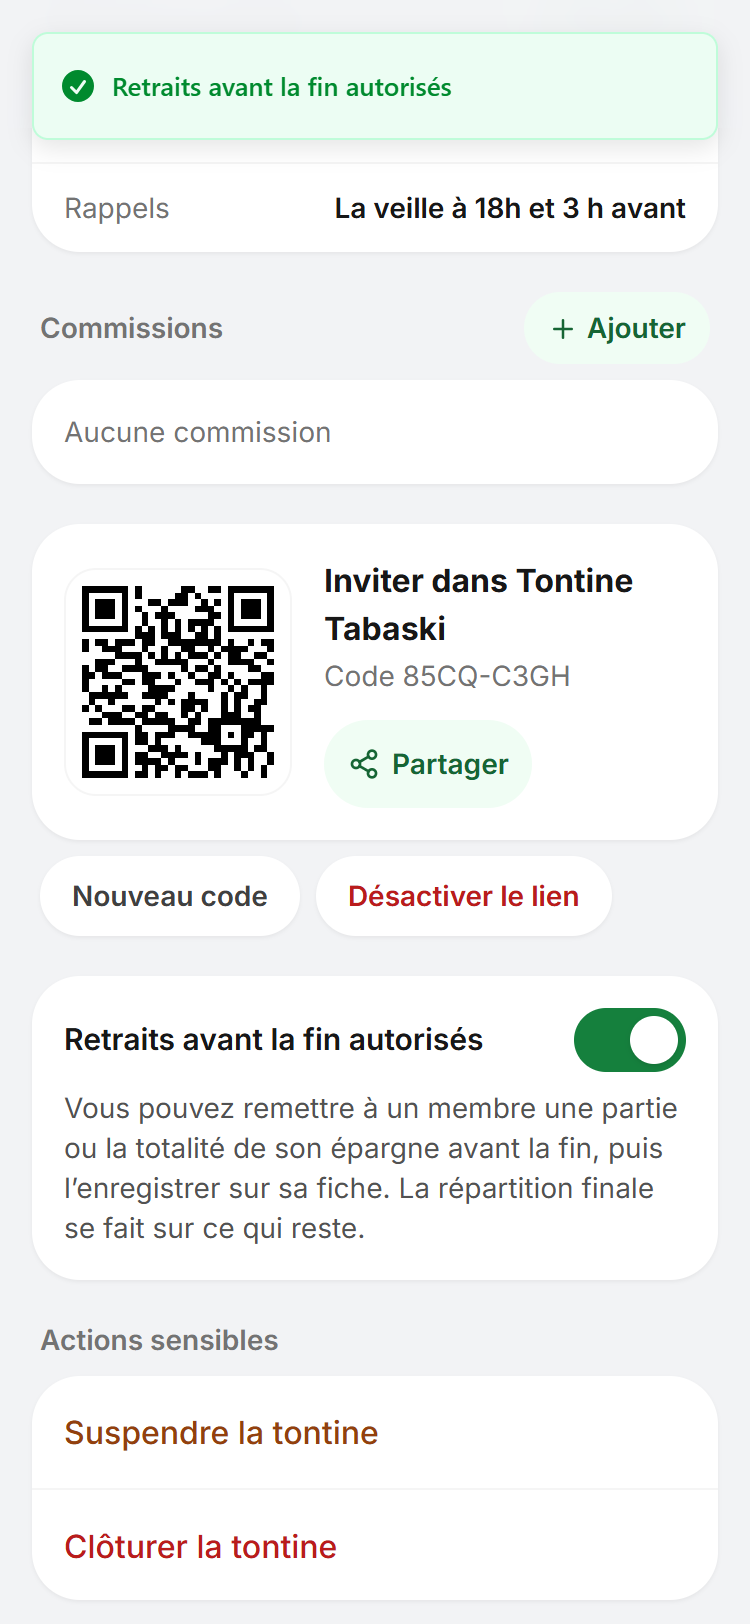 Retraits avant la fin autorisés
Rappels
La veille à 18h et 3 h avant
Commissions
Ajouter
Aucune commission
Inviter dans Tontine
Tabaski
Code 85CQ-C3GH
Partager
Nouveau code
Désactiver le lien
Retraits avant la fin autorisés
Vous pouvez remettre à un membre une partie
ou la totalité de son épargne avant la fin, puis
l’enregistrer sur sa fiche. La répartition finale
se fait sur ce qui reste.
Actions sensibles
Suspendre la tontine
Clôturer la tontine